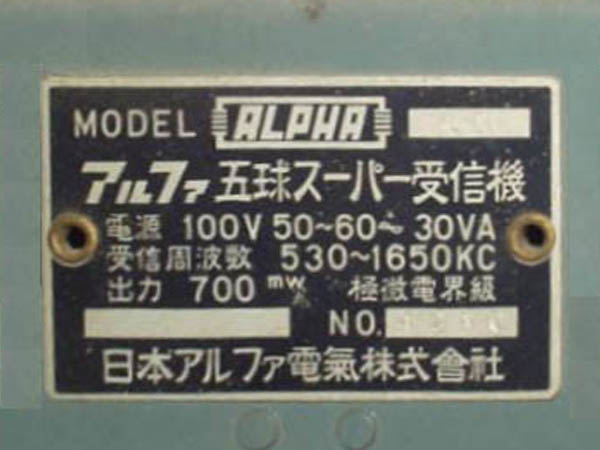 MODEL ALPHA
アルファ 五球スーパー受信機
電源 100V 50~60~ 30VA
受信周波数 530~1650KC
出力 700 mW 極微電界級
NO.
日本アルファ電氣株式會社